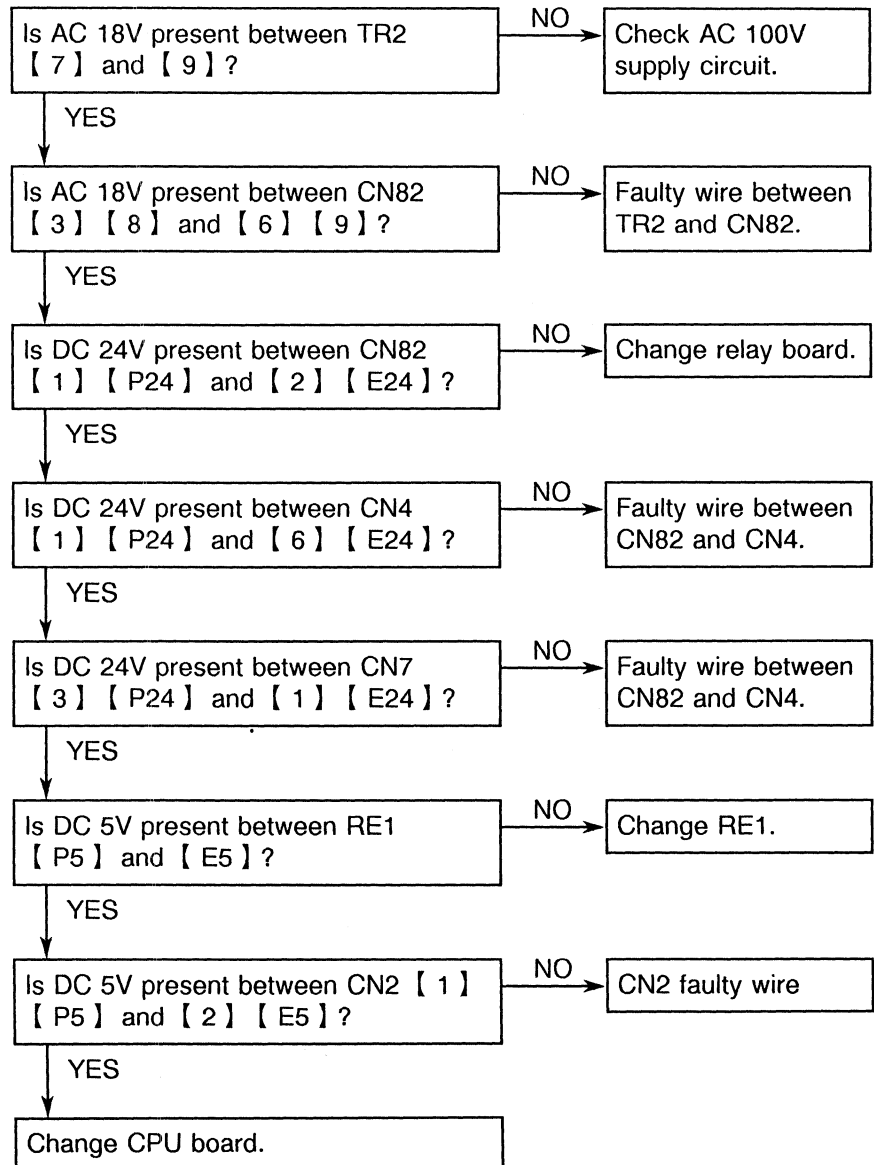 Is AC 18V present between TR2
【 7 】 and 【 9 】 ?
NO
Check AC 100V
supply circuit.
YES
Is AC 18V present between CN82
【 3 】 【 8 】 and 【 6 】 【 9 】 ?
NO
Faulty wire between
TR2 and CN82.
YES
Is DC 24V present between CN82
【 1 】 【 P24 】 and 【 2 】 【 E24 】 ?
NO
Change relay board.
YES
Is DC 24V present between CN4
【 1 】 【 P24 】 and 【 6 】 【 E24 】 ?
NO
Faulty wire between
CN82 and CN4.
YES
Is DC 24V present between CN7
【 3 】 【 P24 】 and 【 1 】 【 E24 】 ?
NO
Faulty wire between
CN82 and CN4.
YES
Is DC 5V present between RE1
【 P5 】 and 【 E5 】 ?
NO
Change RE1.
YES
Is DC 5V present between CN2 【 1 】
【 P5 】 and 【 2 】 【 E5 】 ?
NO
CN2 faulty wire
YES
Change CPU board.